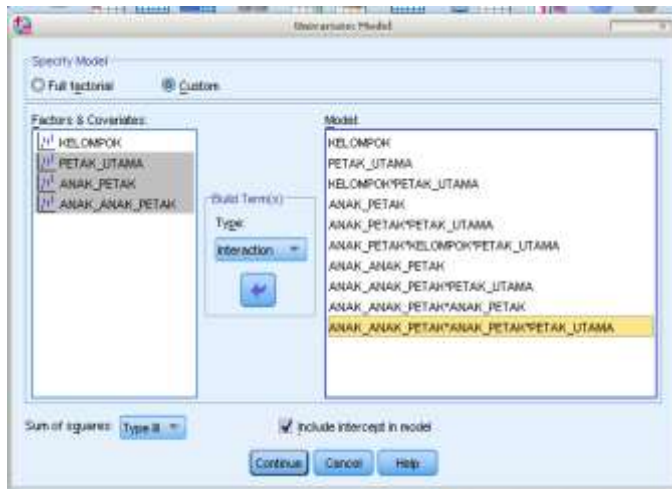 Univariate: Model
Specify Model
Full factorial
Custom
Factors & Covariates:
KELOMPOK
PETAK_UTAMA
ANAK_PETAK
ANAK_ANAK_PETAK
Build Term(s)
Type:
Interaction
Model:
KELOMPOK
PETAK_UTAMA
KELOMPOK*PETAK_UTAMA
ANAK_PETAK
ANAK_PETAK*PETAK_UTAMA
ANAK_PETAK*KELOMPOK*PETAK_UTAMA
ANAK_ANAK_PETAK
ANAK_ANAK_PETAK*PETAK_UTAMA
ANAK_ANAK_PETAK*ANAK_PETAK
ANAK_ANAK_PETAK*ANAK_PETAK*PETAK_UTAMA
Sum of squares:
Type III
Include intercept in model
Continue
Cancel
Help